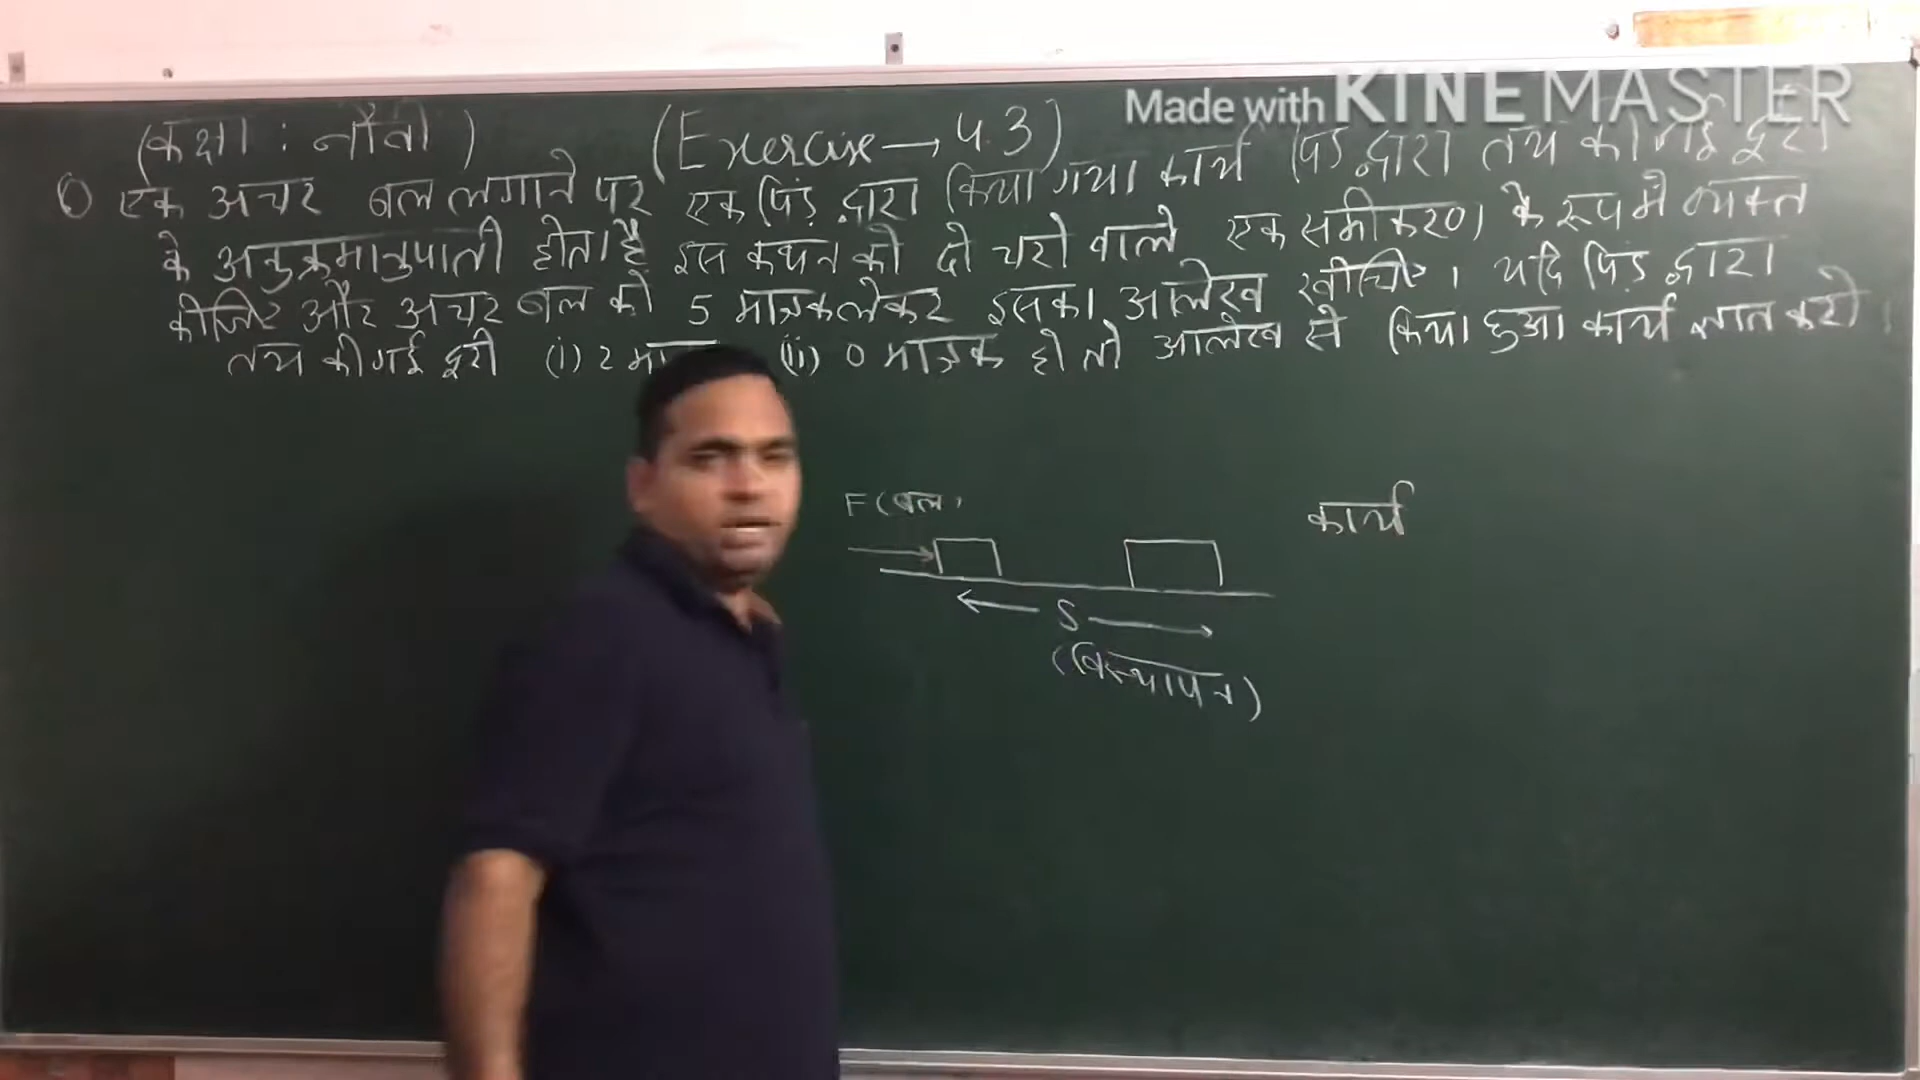 Made with KINEMASTER
(कक्षा : नौवी) (Exercise → 4.3)
एक अचर बल लगाने पर एक पिंड द्वारा किया गया कार्य पिंड द्वारा तय की गई दूरी
के अनुक्रमानुपाती होता है इस कथन को दो चरो वाले एक समीकरण के रूप में व्यक्त
कीजिए और अचर बल को 5 मात्रक लेकर इसका आलेख खींचिए । यदि पिंड द्वारा
तय की गई दूरी (i) 2 (ii) 0 मात्रक हो तो आलेख से किया हुआ कार्य ज्ञात करो
F (बल)
कार्य
S
(विस्थापन)